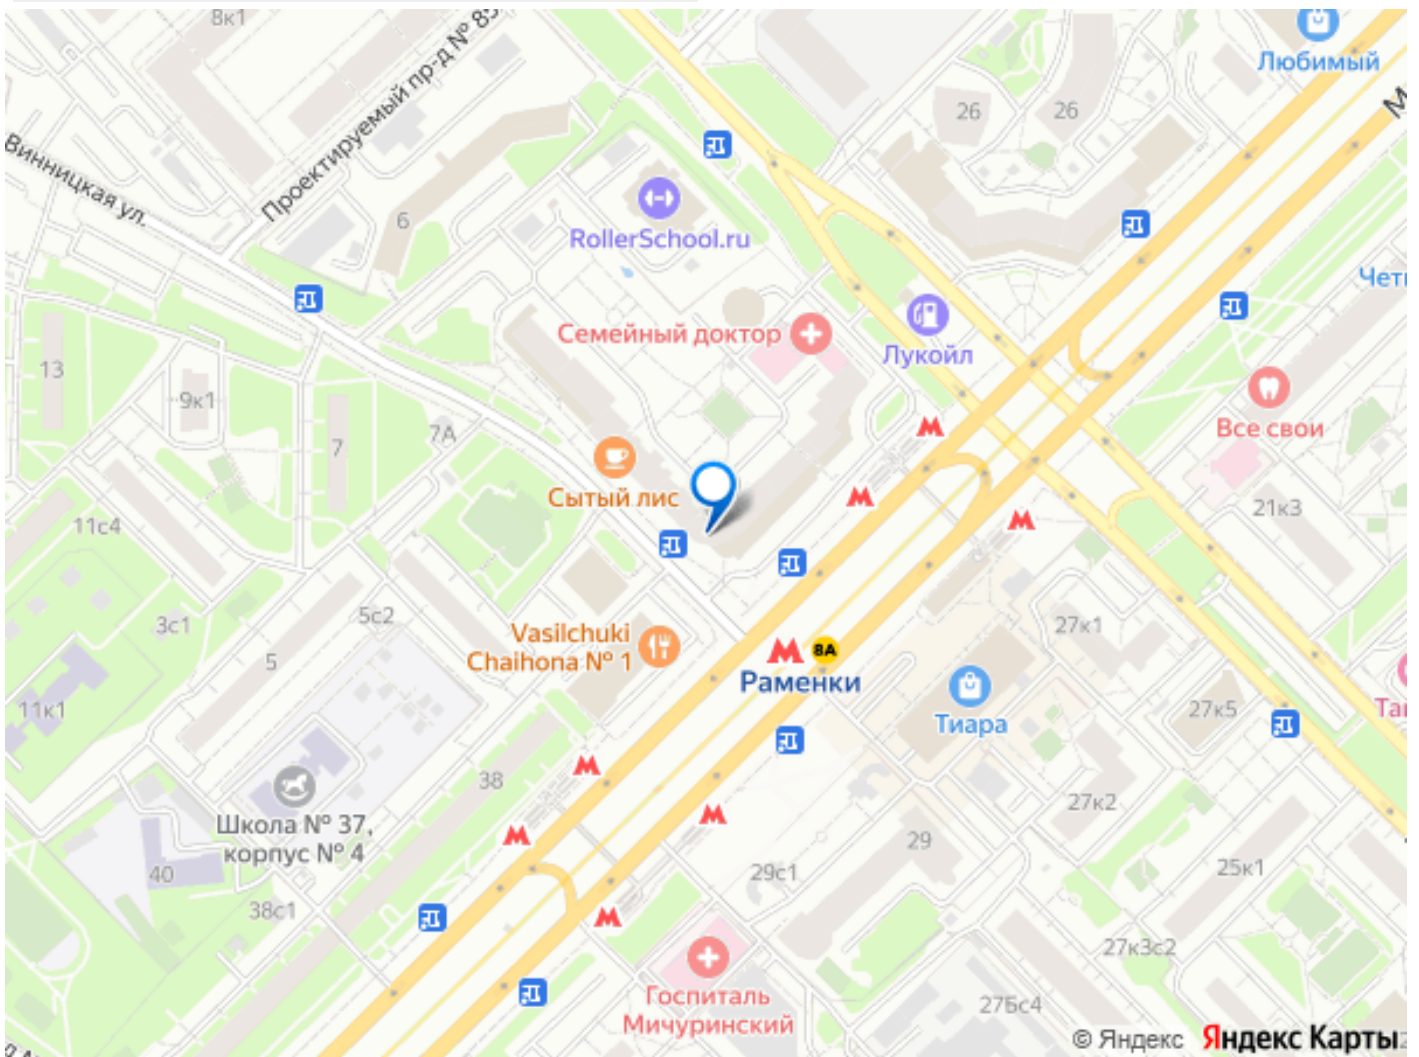 8к1
Проектируемый пр-д № 85
Любимый
26
26
Винницкая ул.
6
RollerSchool.ru
Семейный доктор
Лукойл
13
9к1
7
7А
Все свои
Сытый лис
21к3
11с4
3с1
5с2
5
Vasilchuki
Chaihona № 1
8А
Раменки
27к1
Тиара
27к5
11к1
38
Школа № 37,
корпус № 4
27к2
29
29с1
25к1
40
38с1
27к3с2
Госпиталь
Мичуринский
27Бс4
© Яндекс Яндекс Карты